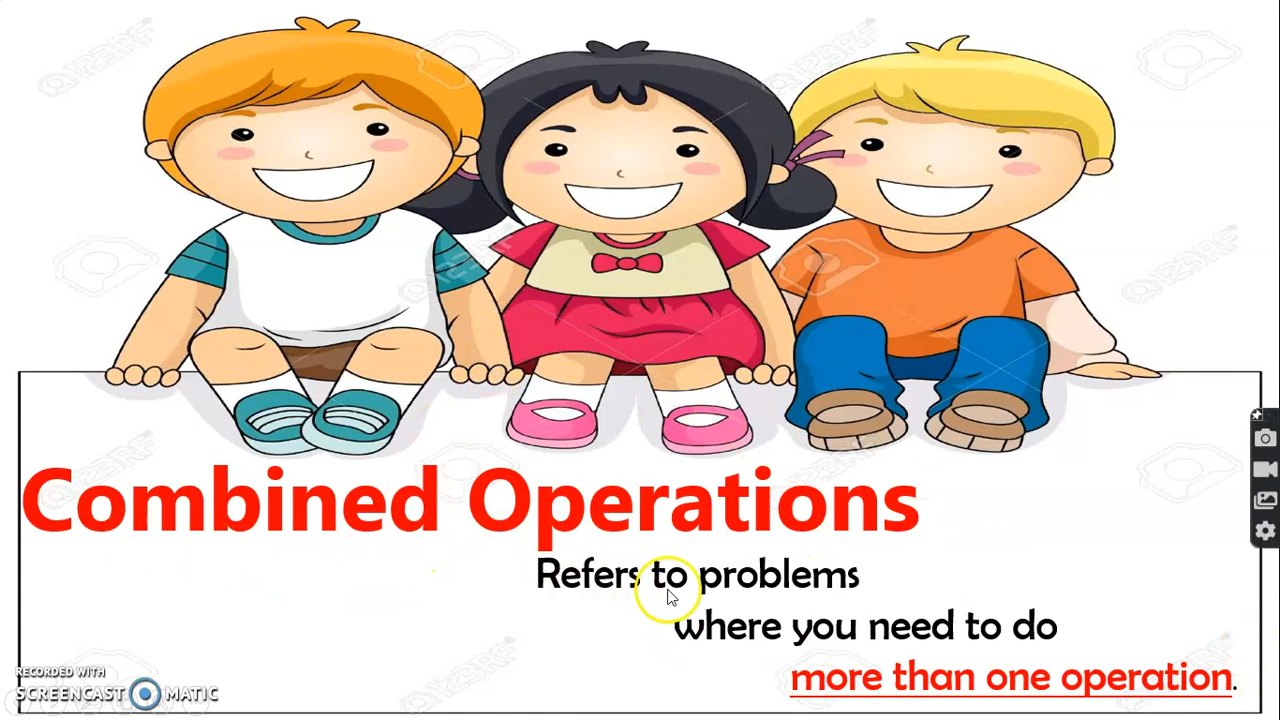 Combined Operations
Refers to problems
where you need to do
more than one operation.
RECORDED WITH
SCREENCAST MATIC